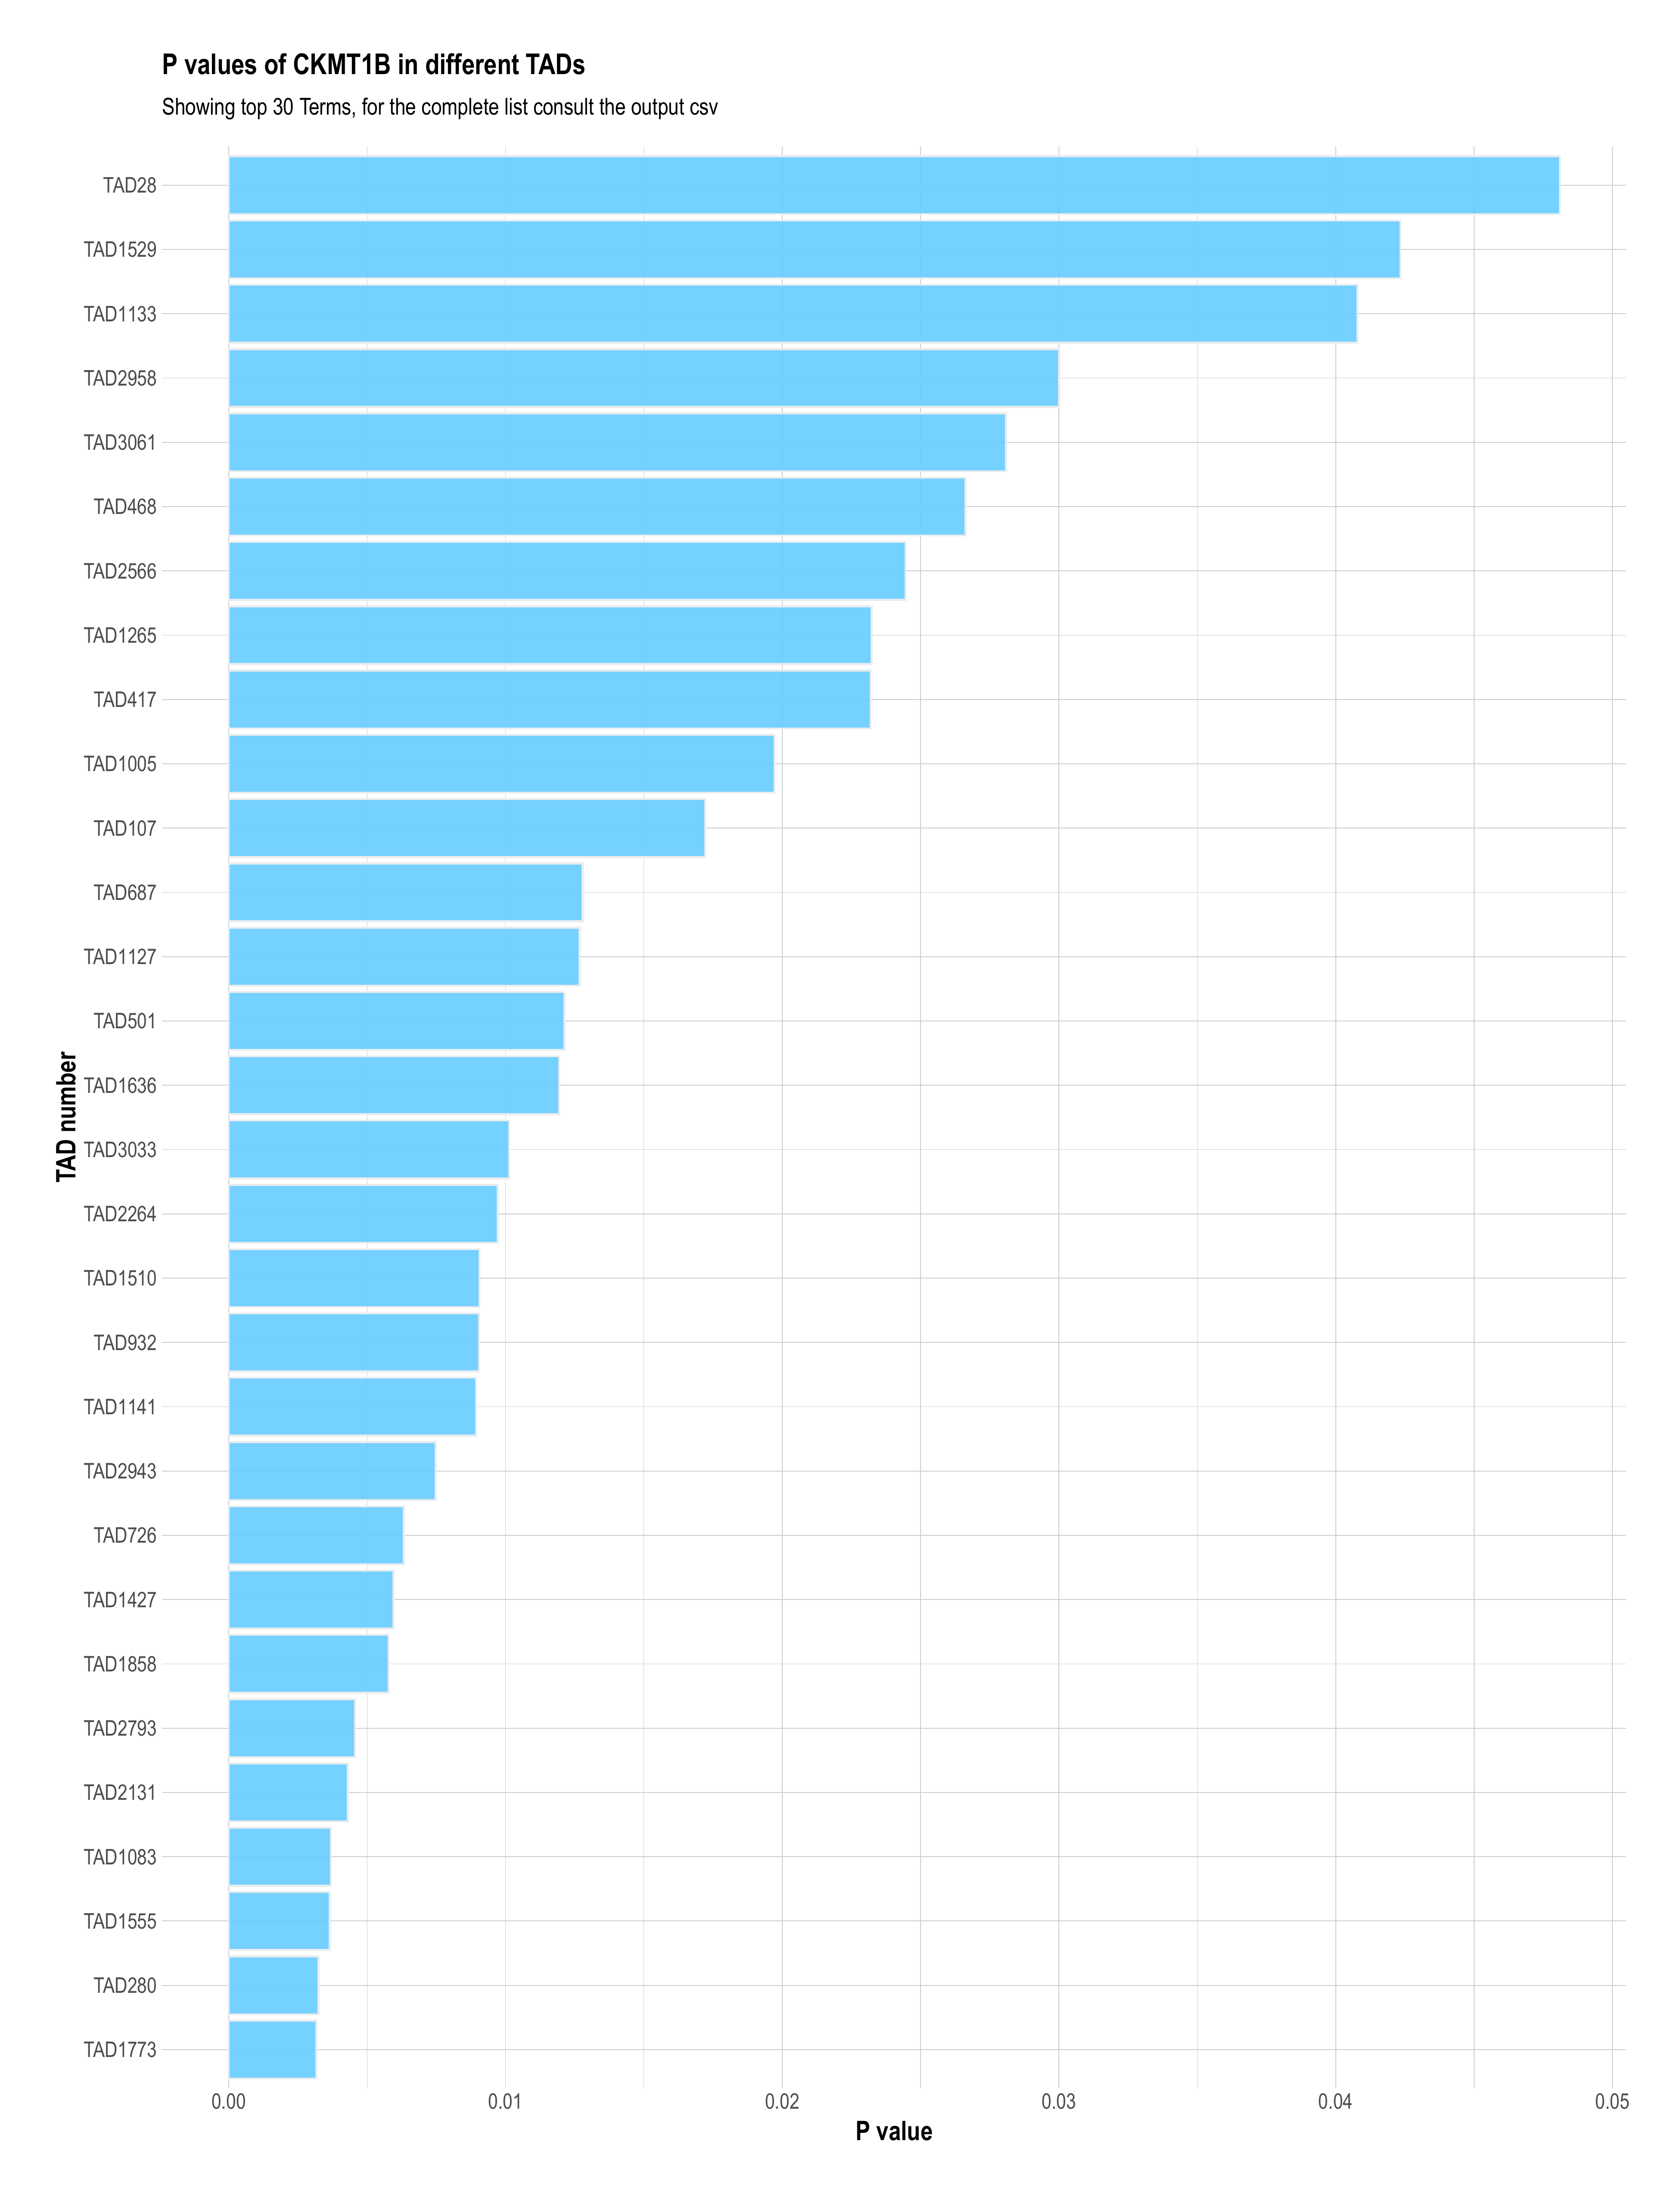 P values of CKMT1B in different TADs
Showing top 30 Terms, for the complete list consult the output csv
TAD28
TAD1529
TAD1133
TAD2958
TAD3061
TAD468
TAD2566
TAD1265
TAD417
TAD1005
TAD107
TAD687
TAD1127
TAD501
TAD1636
TAD3033
TAD2264
TAD1510
TAD932
TAD1141
TAD2943
TAD726
TAD1427
TAD1858
TAD2793
TAD2131
TAD1083
TAD1555
TAD280
TAD1773
TAD number
0.00 0.01 0.02 0.03 0.04 0.05
P value